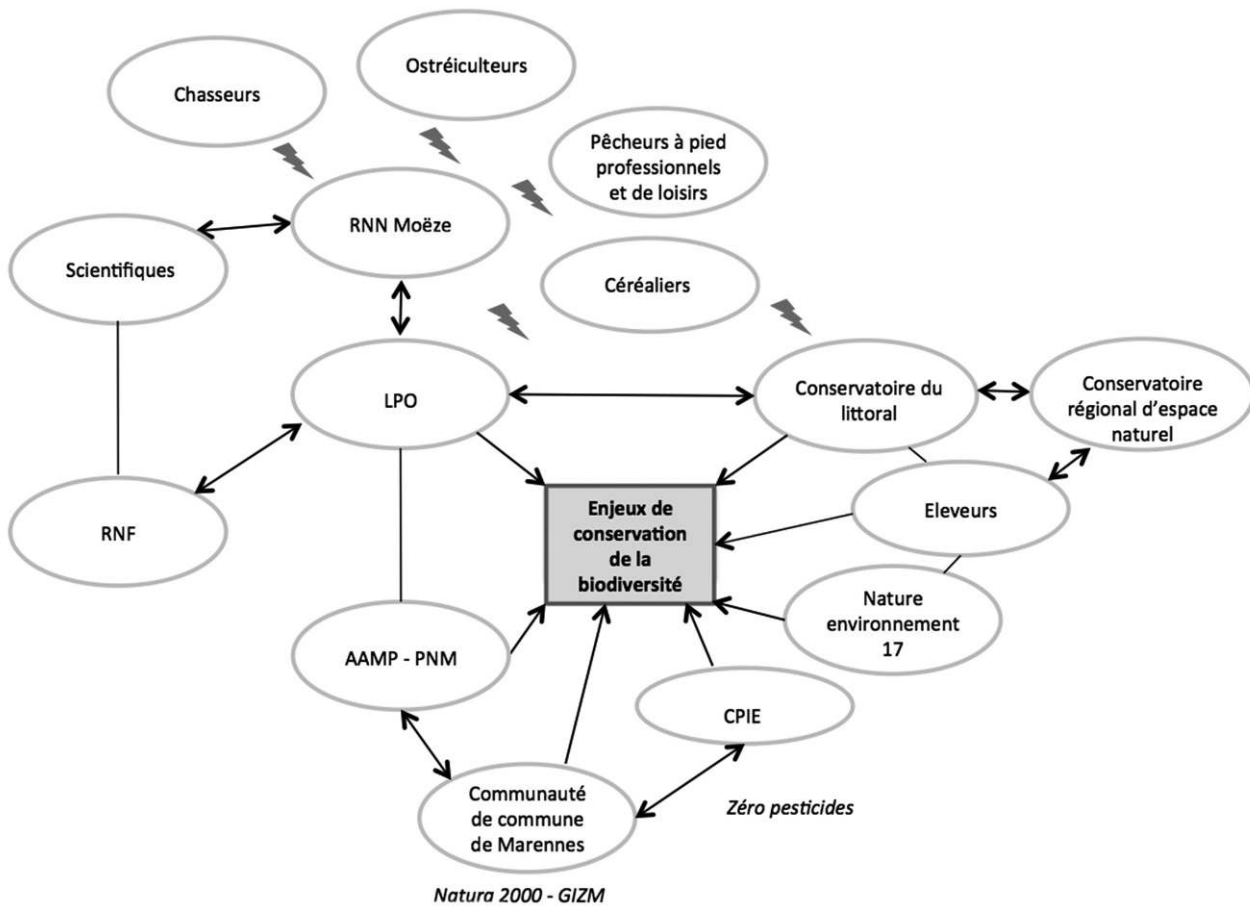 Ostréiculteurs
Chasseurs
Pêcheurs à pied
professionnels
et de loisirs
RNN Moëze
Scientifiques
Céréaliers
LPO
Conservatoire du
littoral
Conservatoire
régional d'espace
naturel
Enjeux de
conservation
de la
biodiversité
Eleveurs
RNF
Nature
environnement
17
AAMP - PNM
CPIE
Communauté
de commune
de Marennes
Zéro pesticides
Natura 2000 - GIZM